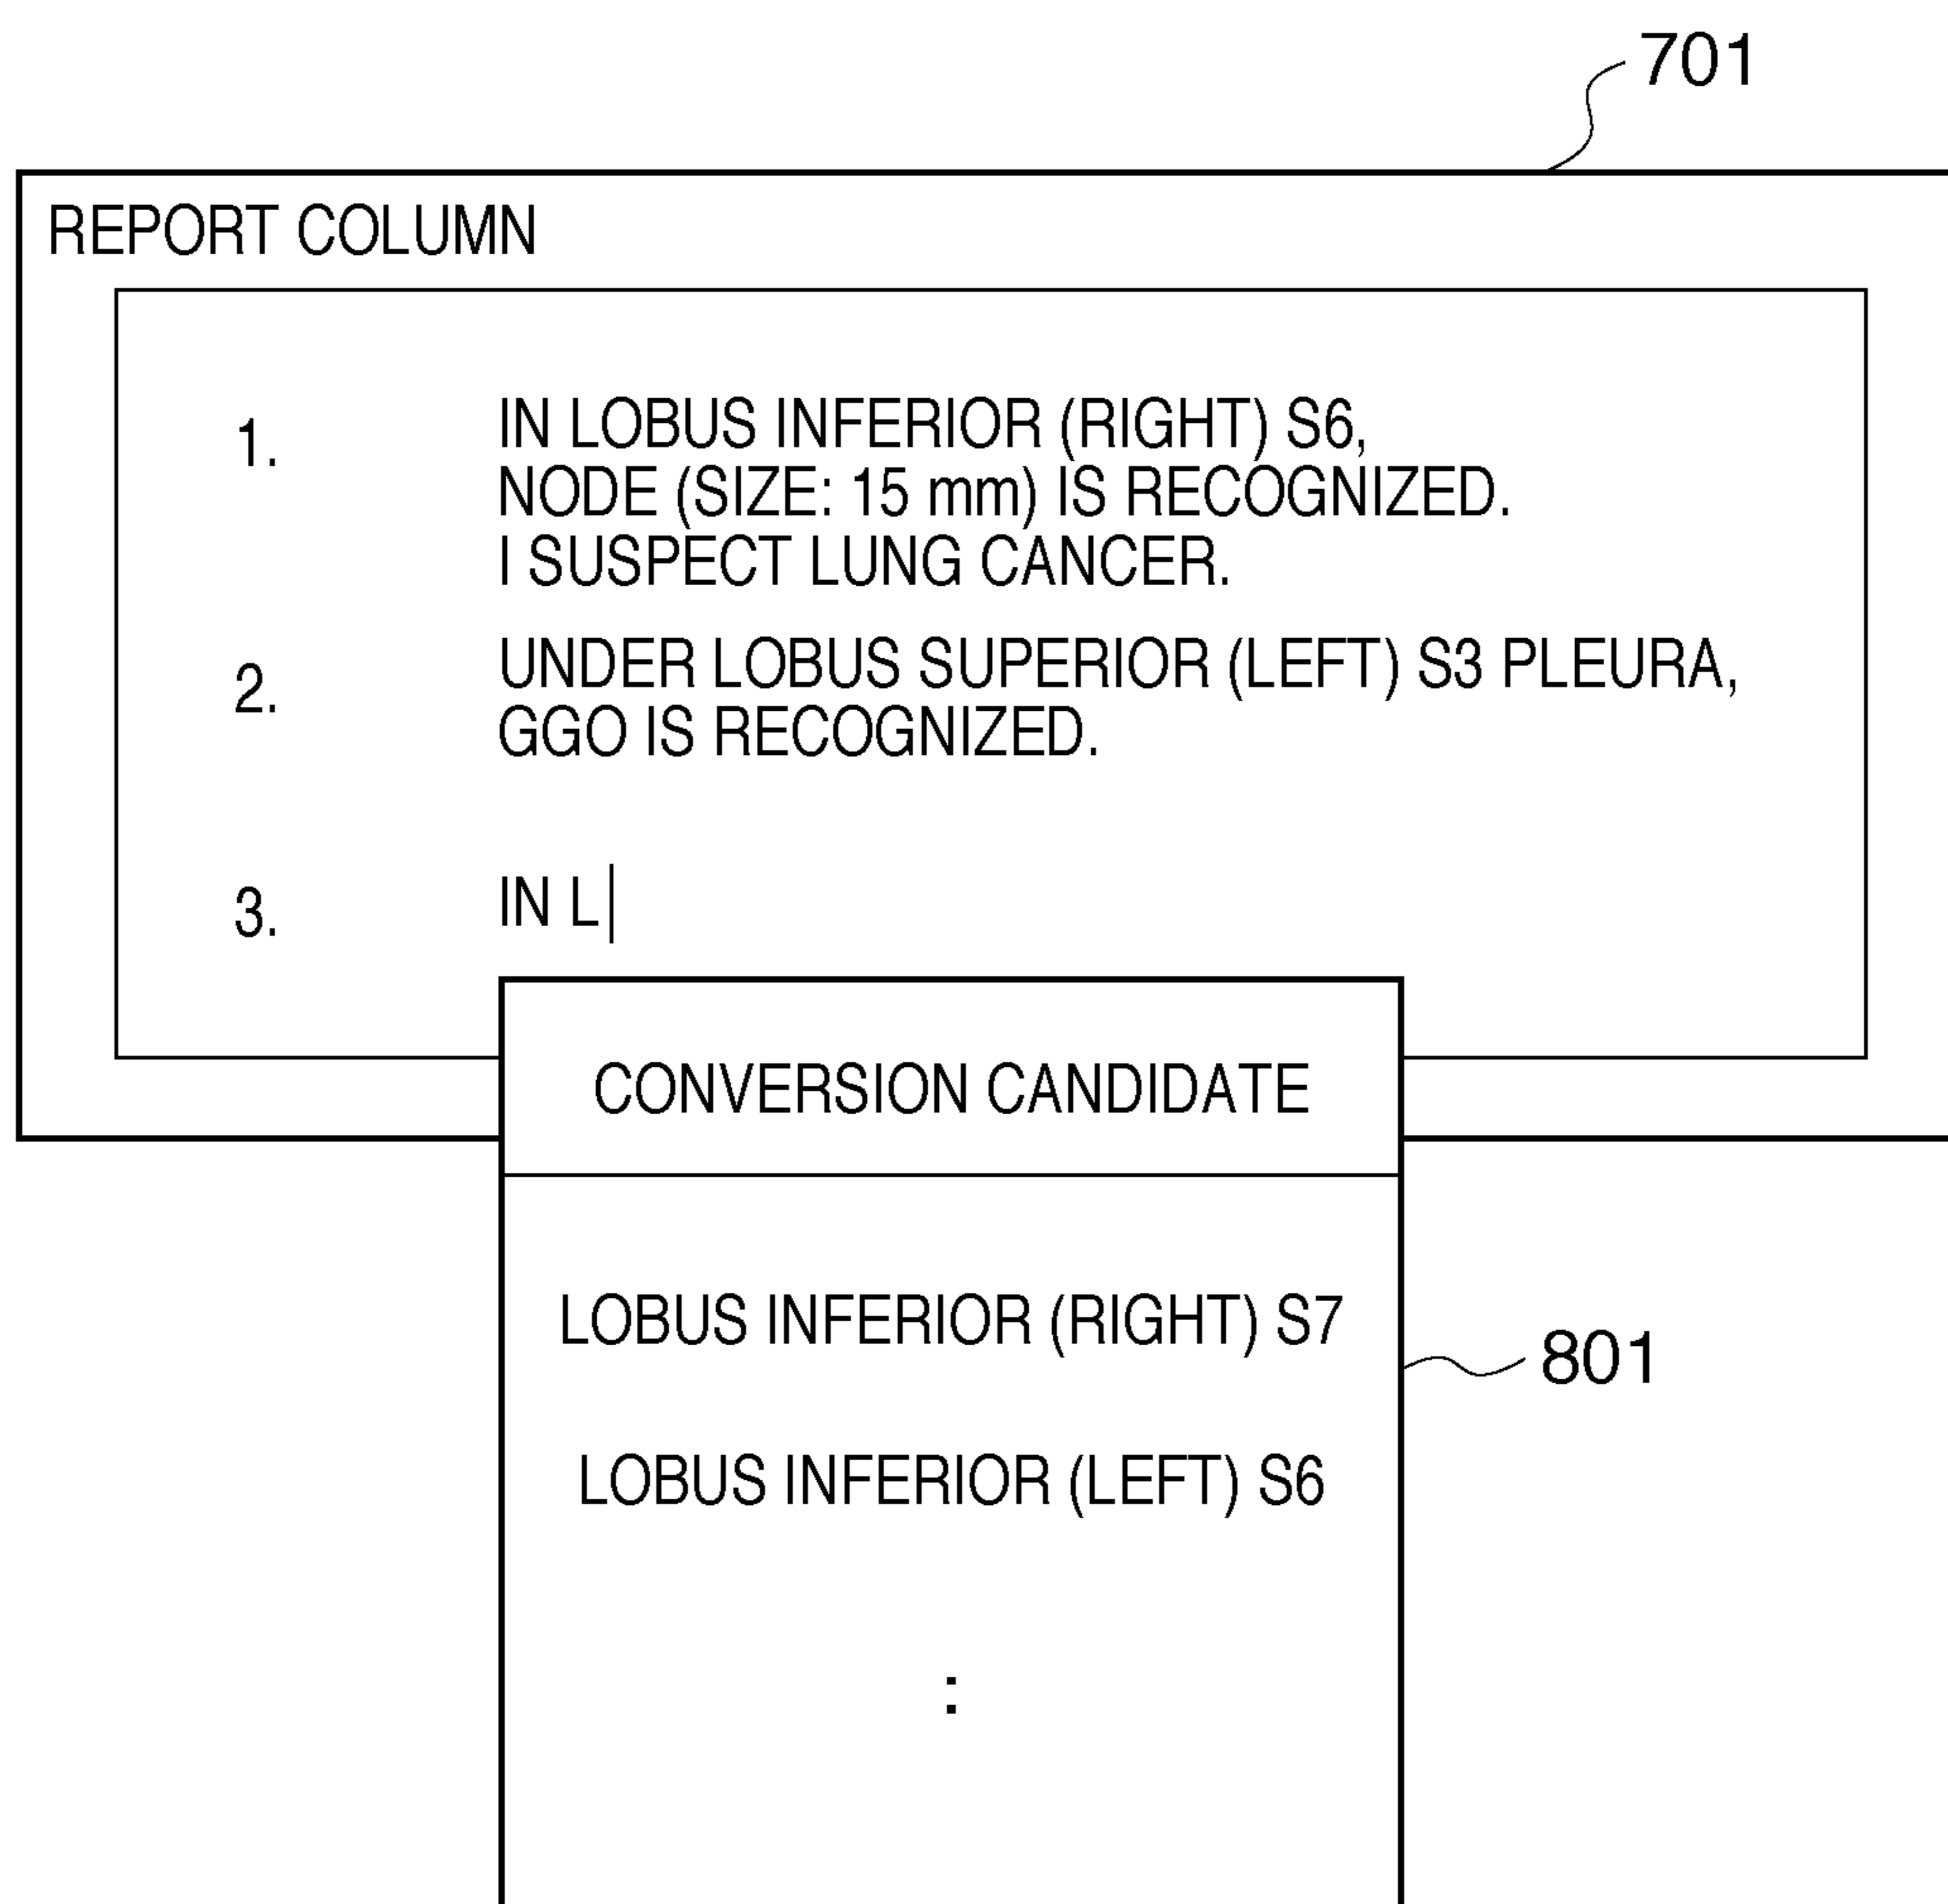 701
REPORT COLUMN
1. IN LOBUS INFERIOR (RIGHT) S6,
NODE (SIZE: 15 mm) IS RECOGNIZED.
I SUSPECT LUNG CANCER.
2. UNDER LOBUS SUPERIOR (LEFT) S3 PLEURA,
GGO IS RECOGNIZED.
3. IN L
CONVERSION CANDIDATE
LOBUS INFERIOR (RIGHT) S7
801
LOBUS INFERIOR (LEFT) S6
: